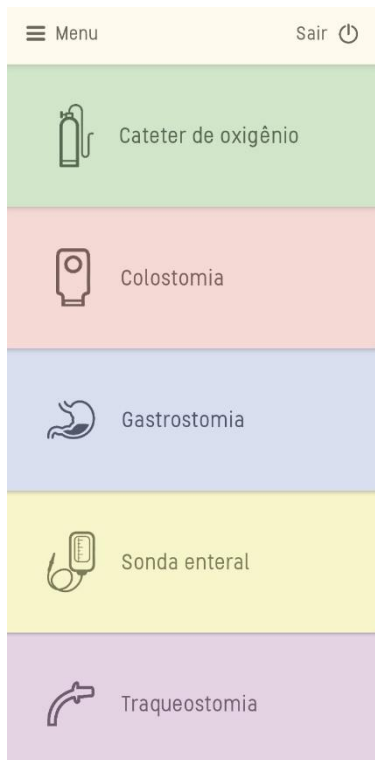 Menu Sair
Cateter de oxigênio
Colostomia
Gastrostomia
Sonda enteral
Traqueostomia